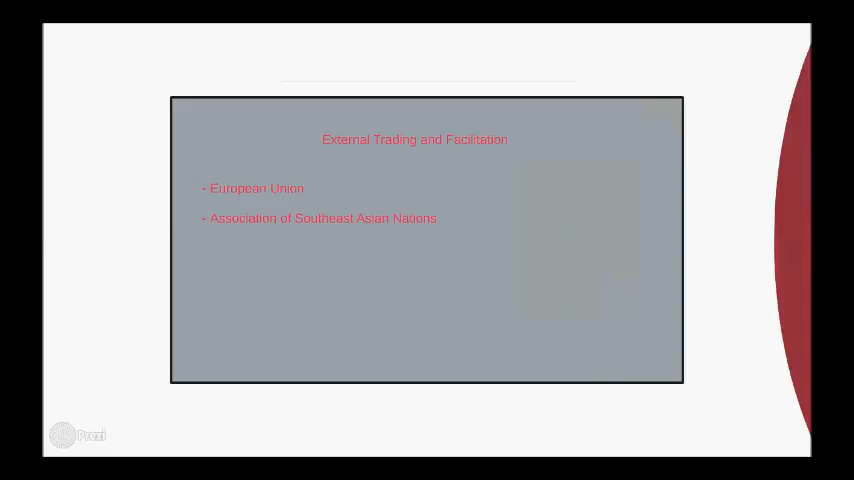 External Trading and Facilitation
- European Union
- Association of Southeast Asian Nations
Prezi